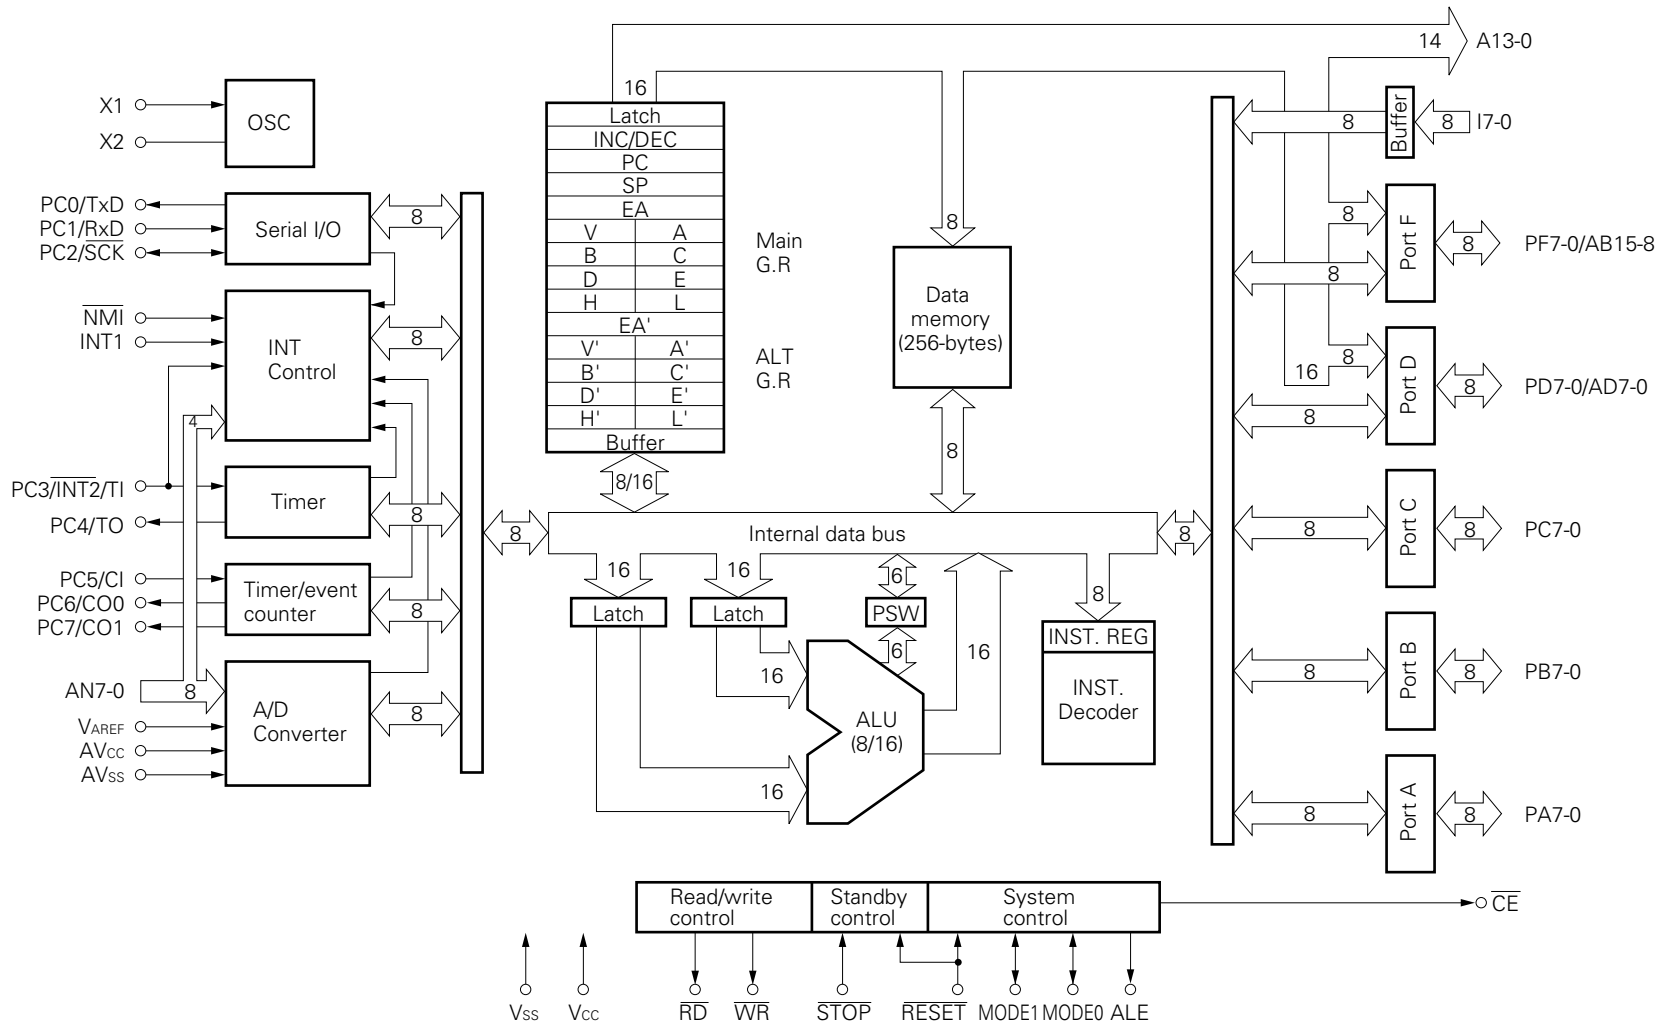 14
A13-0
16
X1
X2
OSC
Latch
INC/DEC
PC
SP
EA
V A
B C
D E
H L
EA'
V' A'
B' C'
D' E'
H' L'
Buffer
Main
G.R
ALT
G.R
8/16
PC0/TxD
PC1/RxD
PC2/SCK
Serial I/O
8
NMI
INT1
INT
Control
8
4
PC3/INT2/TI
PC4/TO
Timer
8
PC5/CI
PC6/CO0
PC7/CO1
Timer/event
counter
8
AN7-0
8
VAREF
AVCC
AVSS
A/D
Converter
8
8
Data
memory
(256-bytes)
8
Internal data bus
8
8
16
Latch
16
Latch
6
PSW
6
16
16
16
ALU
(8/16)
8
INST. REG
INST.
Decoder
8
Buffer
8
I7-0
8
8
Port F
8
PF7-0/AB15-8
16
8
8
Port D
8
PD7-0/AD7-0
8
Port C
8
PC7-0
8
Port B
8
PB7-0
8
Port A
8
PA7-0
Read/write
control
Standby
control
System
control
CE
VSS
VCC
RD
WR
STOP
RESET
MODE1
MODE0
ALE